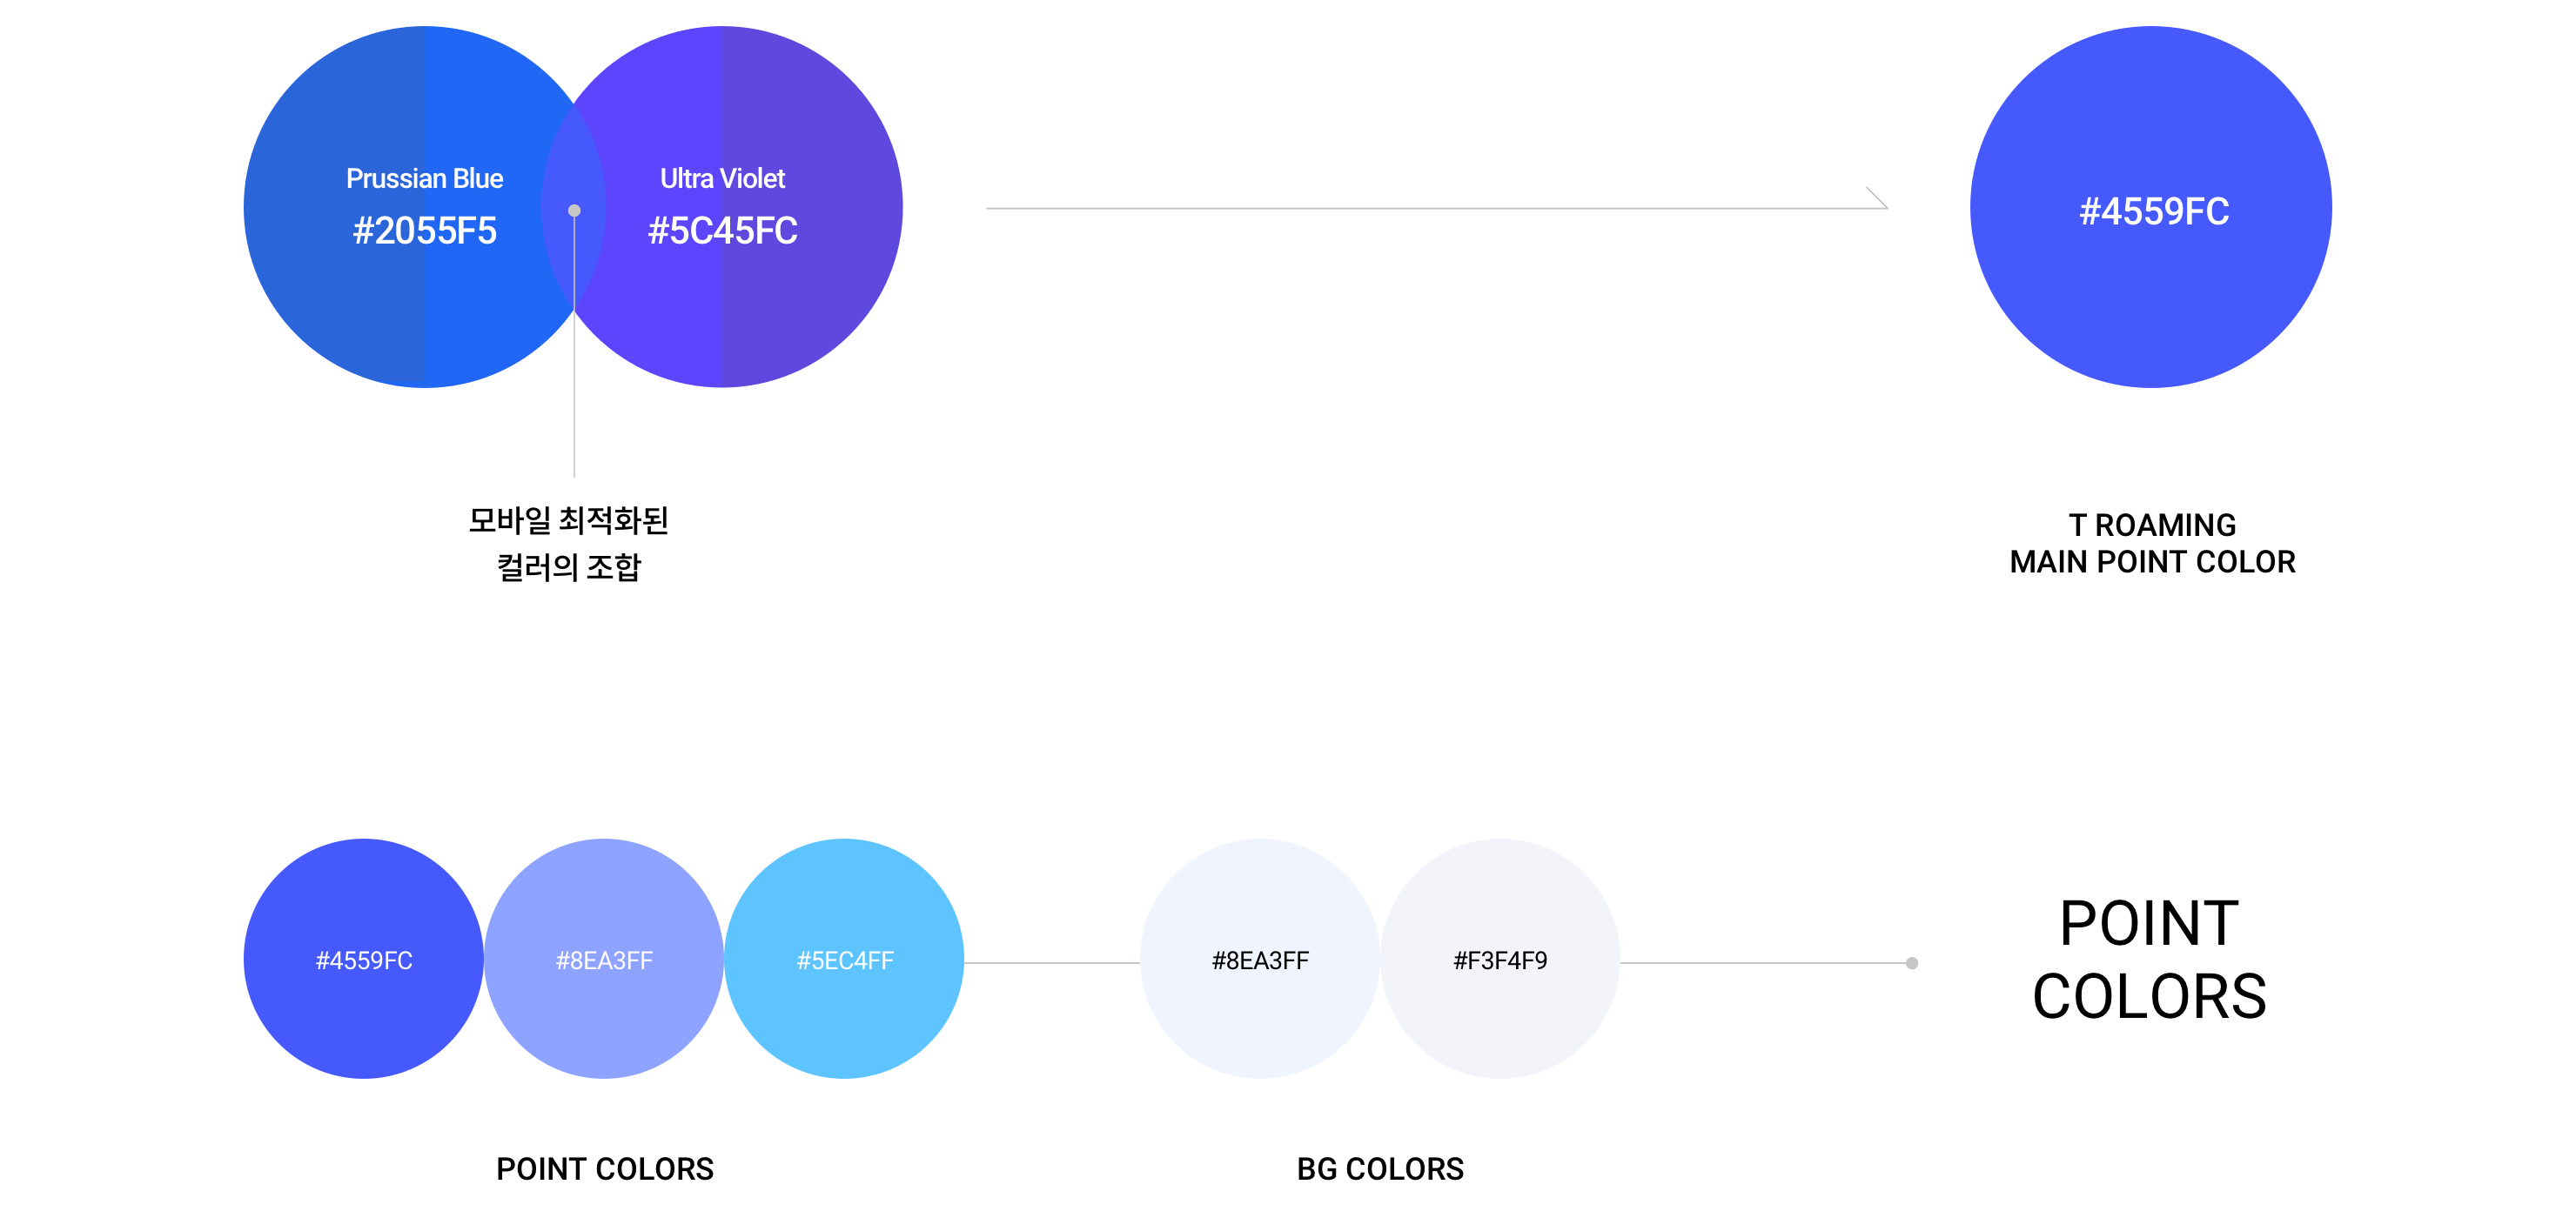 Prussian Blue
#2055F5
Ultra Violet
#5C45FC
#4559FC
모바일 최적화된
컬러의 조합
T ROAMING
MAIN POINT COLOR
#4559FC
#8EA3FF
#5EC4FF
#8EA3FF
#F3F4F9
POINT
COLORS
POINT COLORS
BG COLORS